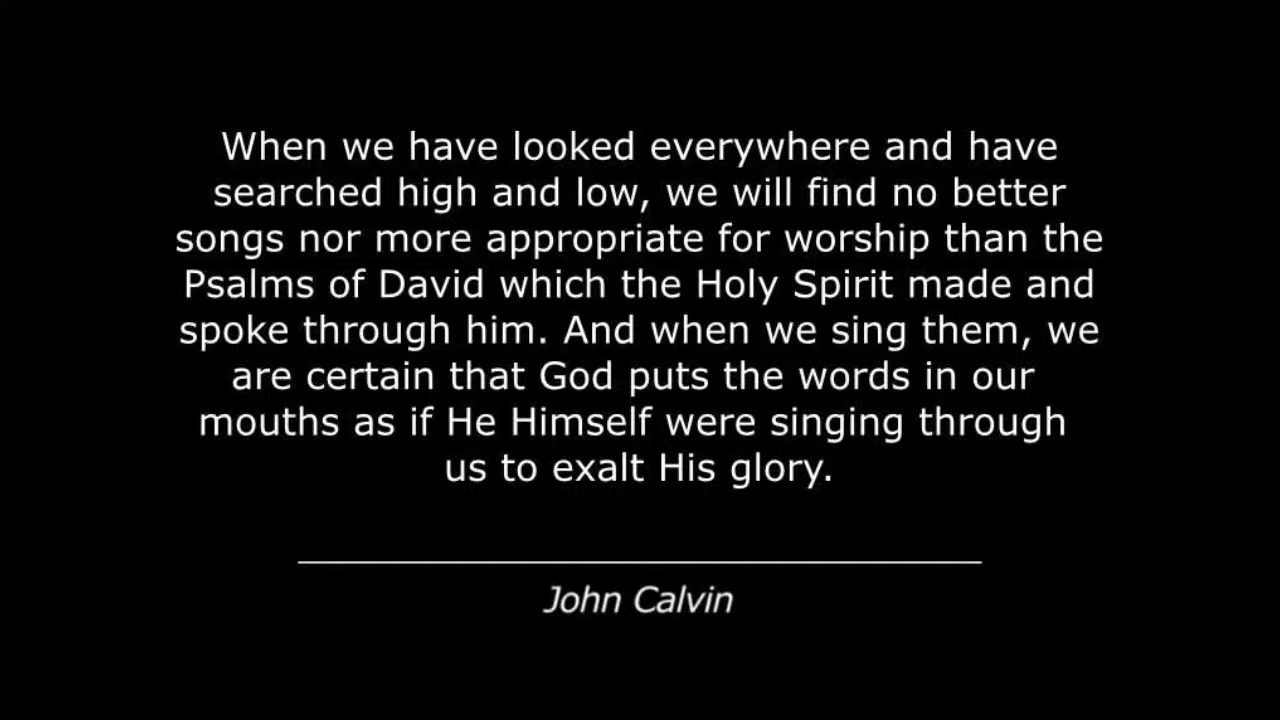 When we have looked everywhere and have
searched high and low, we will find no better
songs nor more appropriate for worship than the
Psalms of David which the Holy Spirit made and
spoke through him. And when we sing them, we
are certain that God puts the words in our
mouths as if He Himself were singing through
us to exalt His glory.
John Calvin